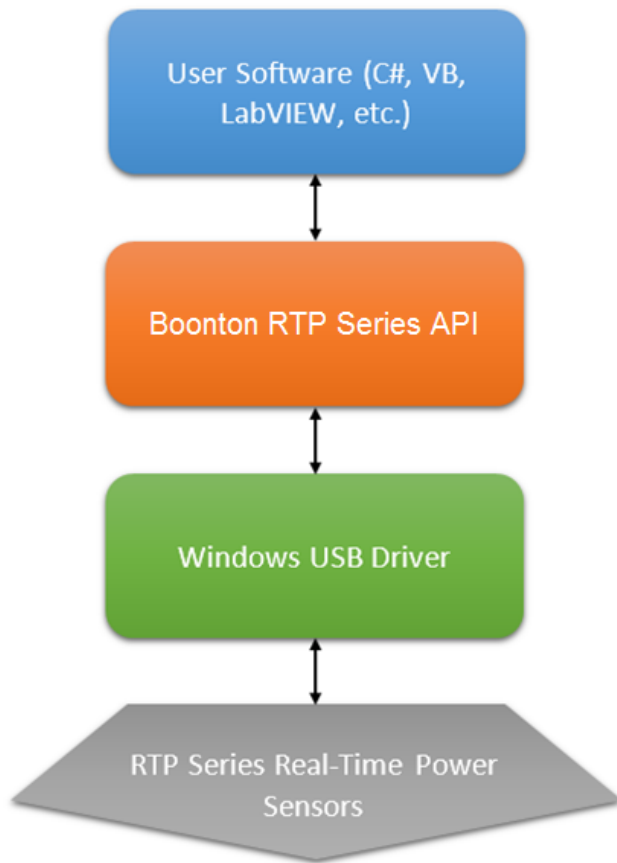 User Software (C#, VB,
LabVIEW, etc.)
Boonton RTP Series API
Windows USB Driver
RTP Series Real-Time Power
Sensors